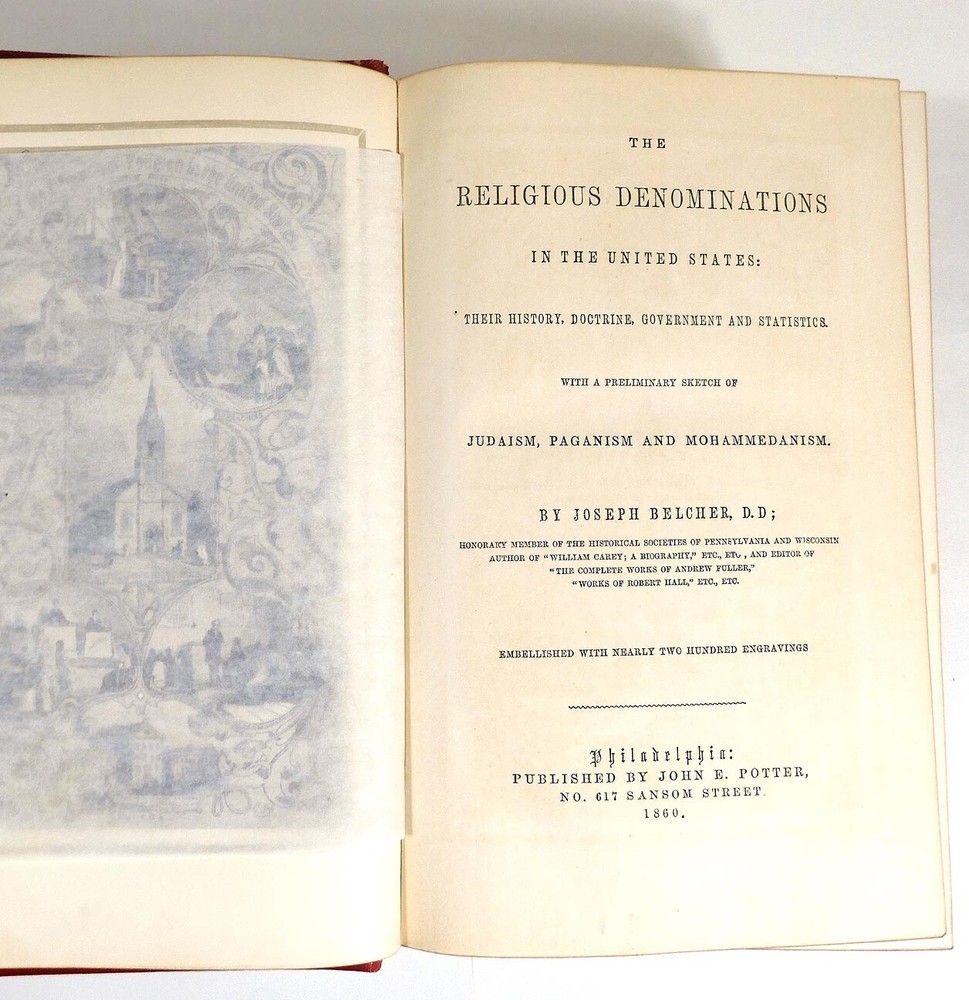 THE
RELIGIOUS DENOMINATIONS
IN THE UNITED STATES:
THEIR HISTORY, DOCTRINE, GOVERNMENT AND STATISTICS.
WITH A PRELIMINARY SKETCH OF
JUDAISM, PAGANISM AND MOHAMMEDANISM.
BY JOSEPH BELCHER, D.D;
HONORARY MEMBER OF THE HISTORICAL SOCIETIES OF PENNSYLVANIA AND WISCONSIN
AUTHOR OF "WILLIAM CAREY; A BIOGRAPHY," ETC., ETC, AND EDITOR OF
"THE COMPLETE WORKS OF ANDREW FULLER,"
"WORKS OF ROBERT HALL," ETC., ETC.
EMBELLISHED WITH NEARLY TWO HUNDRED ENGRAVINGS
Philadelphia:
PUBLISHED BY JOHN E. POTTER,
NO. 617 SANSOM STREET.
1860.